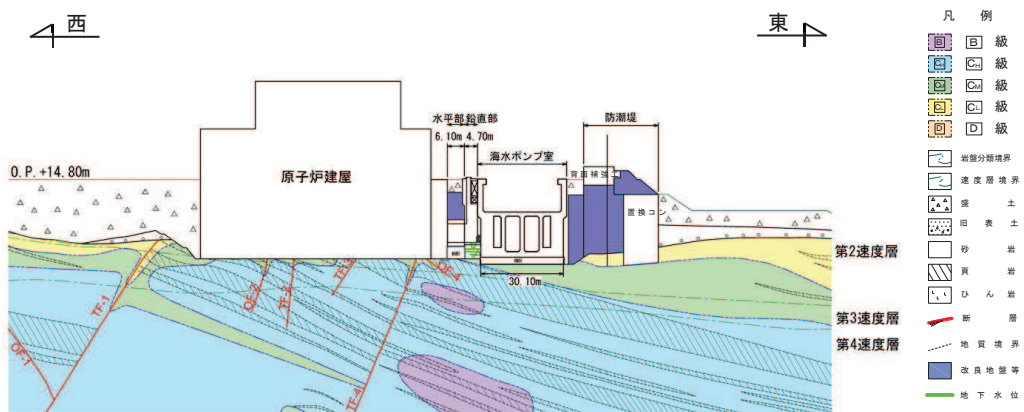 西
東
水平部 鉛直部
6.10m 4.70m
防潮堤
海水ポンプ室
背面補強工
O.P.+14.80m
原子炉建屋
置換コン
30.10m
第2速度層
第3速度層
第4速度層
TF-1
OF-1
OF-2
TF-2
TF-3
OF-4
TF-4
凡 例
B B 級
CH CH 級
CM CM 級
CL CL 級
D D 級
岩盤分類境界
速度層境界
盛 土
旧 表 土
砂 岩
頁 岩
ひ ん 岩
断 層
地 質 境 界
改 良 地 盤 等
地 下 水 位